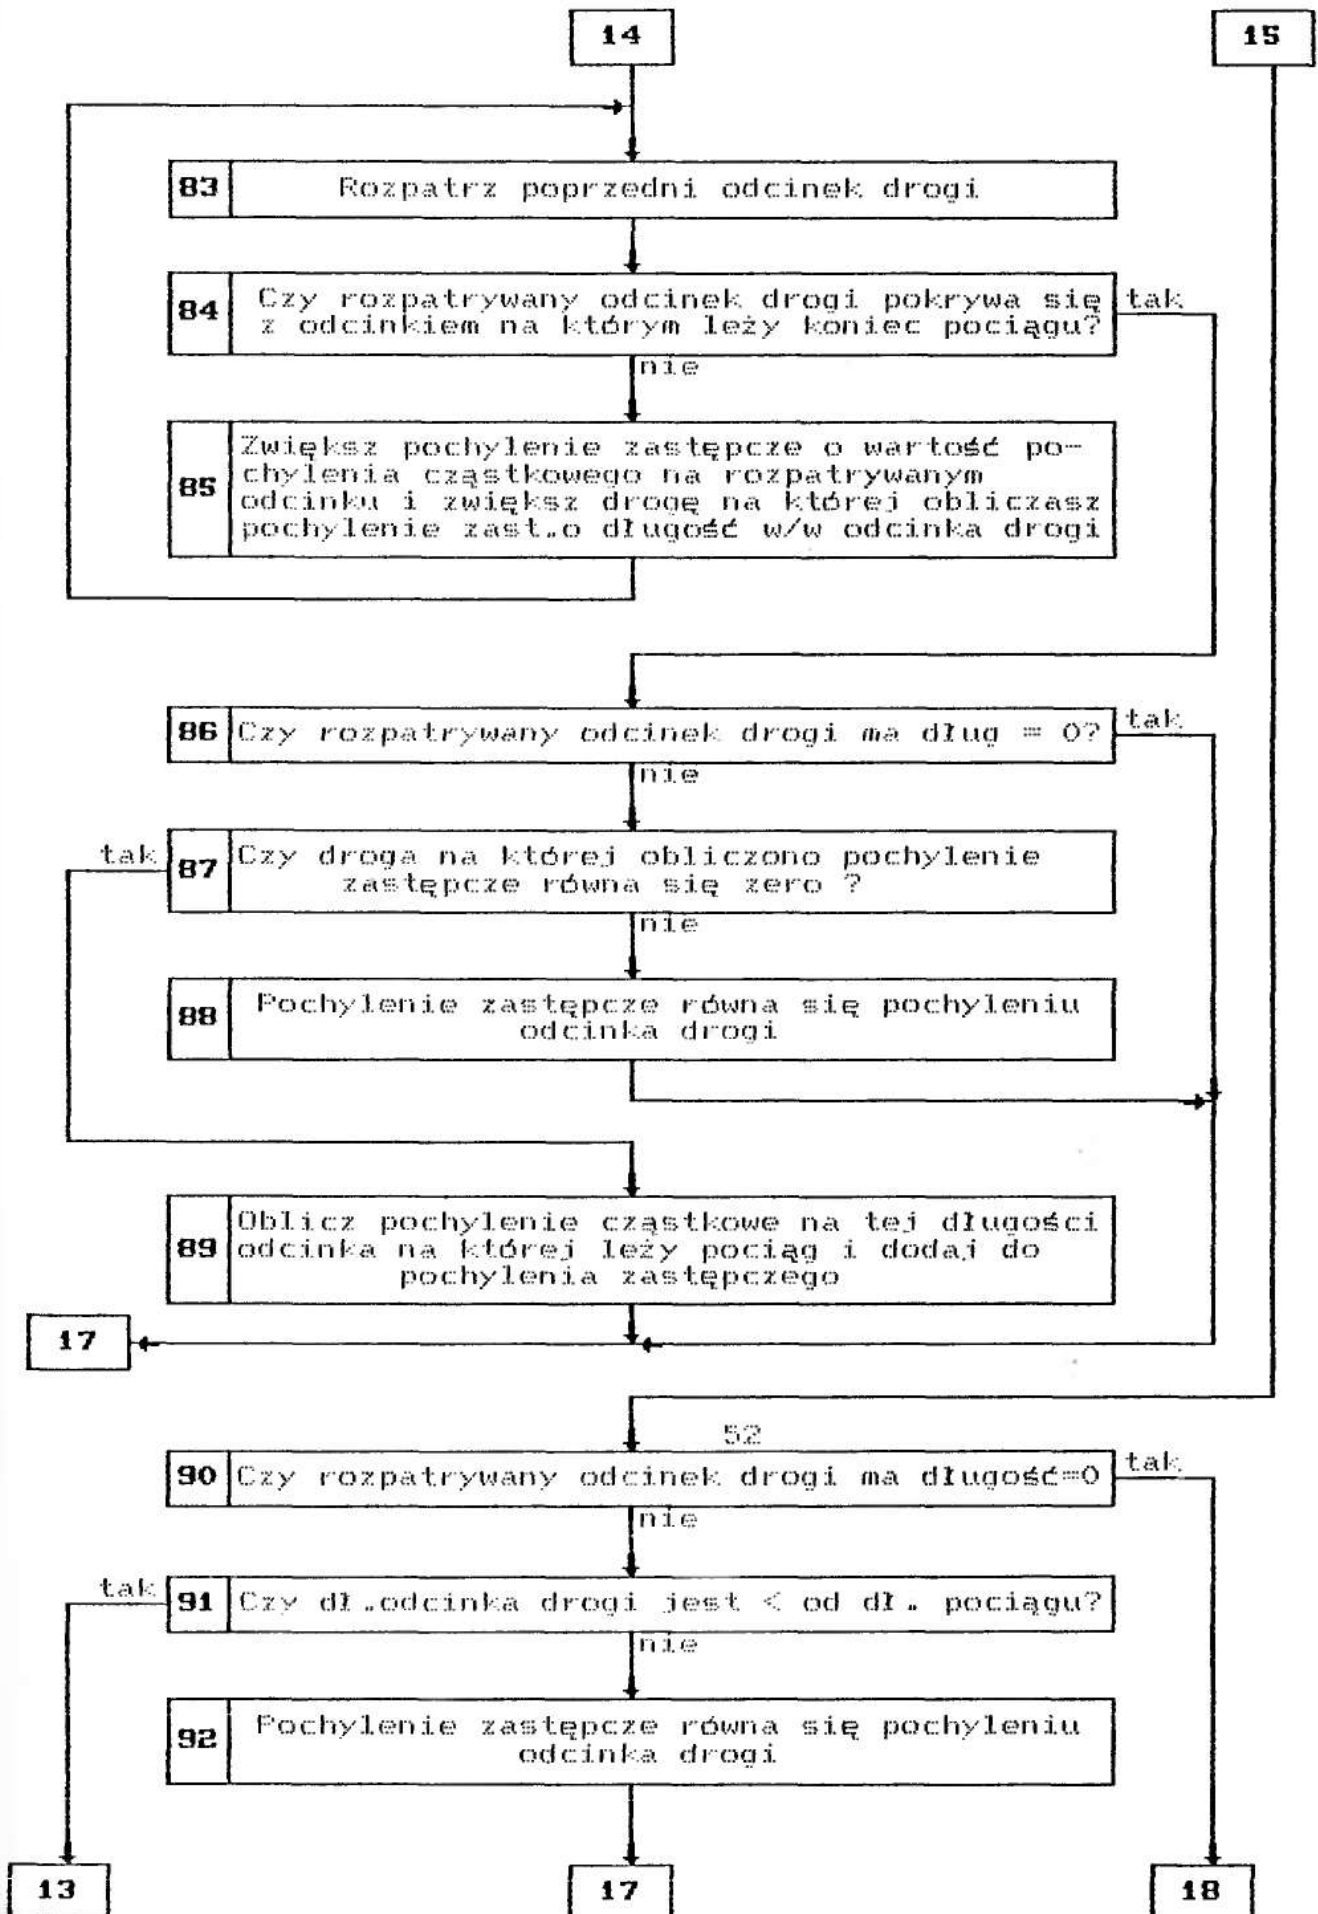 14
15
83 Rozpatrz poprzedni odcinek drogi
84 Czy rozpatrywany odcinek drogi pokrywa się
z odcinkiem na którym leży koniec pociągu?
tak
nie
85 Zwiększ pochylenie zastępcze o wartość po-
chylenia cząstkowego na rozpatrywanym
odcinku i zwiększ drogę na której obliczasz
pochylenie zast.o długość w/w odcinka drogi
86 Czy rozpatrywany odcinek drogi ma dług = 0?
tak
nie
tak
87 Czy droga na której obliczono pochylenie
zastępcze równa się zero ?
nie
88 Pochylenie zastępcze równa się pochyleniu
odcinka drogi
89 Oblicz pochylenie cząstkowe na tej długości
odcinka na której leży pociąg i dodaj do
pochylenia zastępczego
17
52
90 Czy rozpatrywany odcinek drogi ma długość=0
tak
nie
tak
91 Czy dł.odcinka drogi jest < od dł. pociągu?
nie
92 Pochylenie zastępcze równa się pochyleniu
odcinka drogi
13
17
18